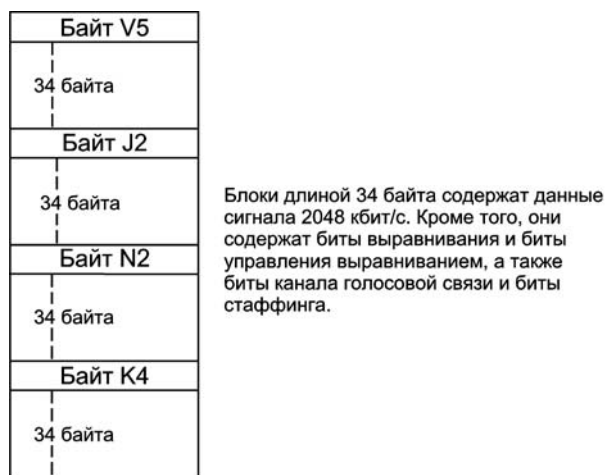 Байт V5
34 байта
Байт J2
34 байта
Байт N2
34 байта
Байт K4
34 байта
Блоки длиной 34 байта содержат данные
сигнала 2048 кбит/с. Кроме того, они
содержат биты выравнивания и биты
управления выравниванием, а также
биты канала голосовой связи и биты
стаффинга.